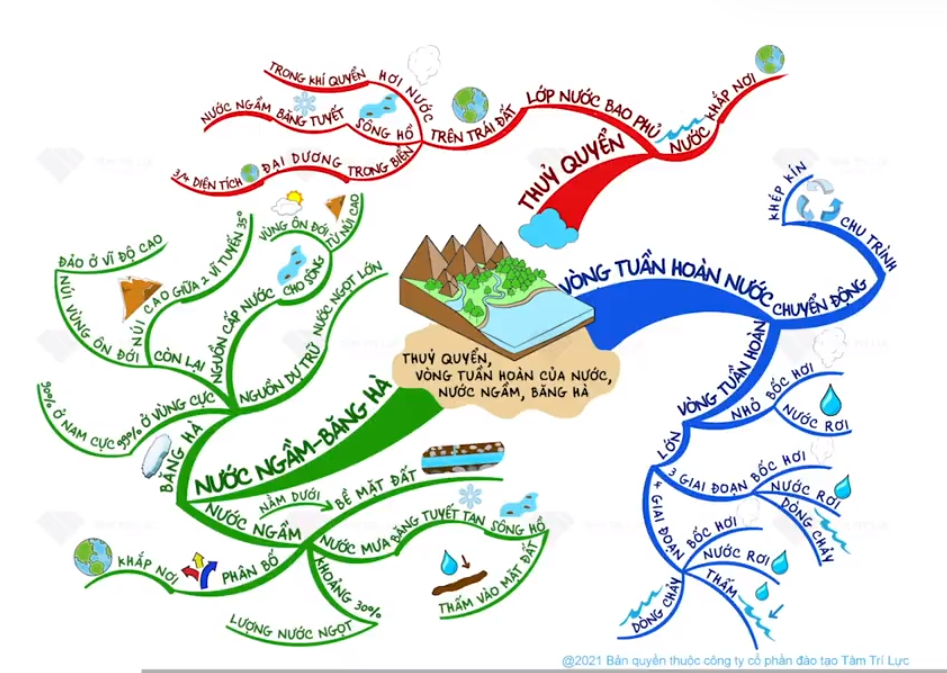 THUỶ QUYỂN,
VÒNG TUẦN HOÀN CỦA NƯỚC,
NƯỚC NGẦM, BĂNG HÀ
THUỶ QUYỂN
LỚP NƯỚC BAO PHỦ
NƯỚC
KHẮP NƠI
TRÊN TRÁI ĐẤT
HƠI NƯỚC
TRONG KHÍ QUYỂN
SÔNG HỒ
BĂNG TUYẾT
NƯỚC NGẦM
TRONG BIỂN
ĐẠI DƯƠNG
3/4 DIỆN TÍCH
VÒNG TUẦN HOÀN NƯỚC
CHUYỂN ĐỘNG
CHU TRÌNH
KHÉP KÍN
VÒNG TUẦN HOÀN
NHỎ
BỐC HƠI
NƯỚC RƠI
LỚN
3 GIAI ĐOẠN
BỐC HƠI
NƯỚC RƠI
DÒNG CHẢY
4 GIAI ĐOẠN
BỐC HƠI
NƯỚC RƠI
THẤM
DÒNG CHẢY
NƯỚC NGẦM-BĂNG HÀ
NƯỚC NGẦM
NẰM DƯỚI
BỀ MẶT ĐẤT
NƯỚC MƯA
BĂNG TUYẾT TAN
SÔNG HỒ
THẤM VÀO MẶT ĐẤT
KHOẢNG 30%
LƯỢNG NƯỚC NGỌT
PHÂN BỐ
KHẮP NƠI
BĂNG HÀ
99% Ở VÙNG CỰC
90% Ở NAM CỰC
CÒN LẠI
NÚI VÙNG ÔN ĐỚI
ĐẢO Ở VĨ ĐỘ CAO
NÚI CAO GIỮA 2 VĨ TUYẾN 35°
NGUỒN CẤP NƯỚC
CHO SÔNG
VÙNG ÔN ĐỚI
TỪ NÚI CAO
NGUỒN DỰ TRỮ NƯỚC NGỌT LỚN
@2021 Bản quyền thuộc công ty cổ phần đào tạo Tâm Trí Lực